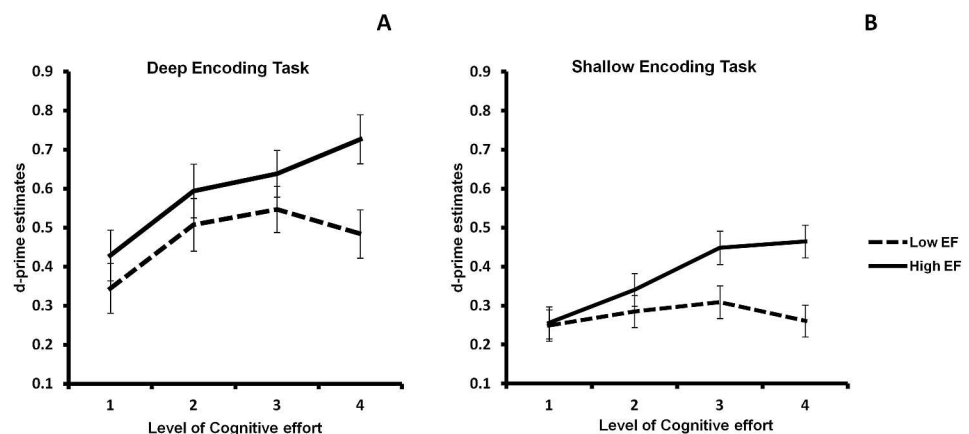 A
Deep Encoding Task
0.9
0.8
0.7
0.6
0.5
0.4
0.3
0.2
0.1
d-prime estimates
1 2 3 4
Level of Cognitive effort
B
Shallow Encoding Task
0.9
0.8
0.7
0.6
0.5
0.4
0.3
0.2
0.1
d-prime estimates
1 2 3 4
Level of Cognitive effort
Low EF
High EF